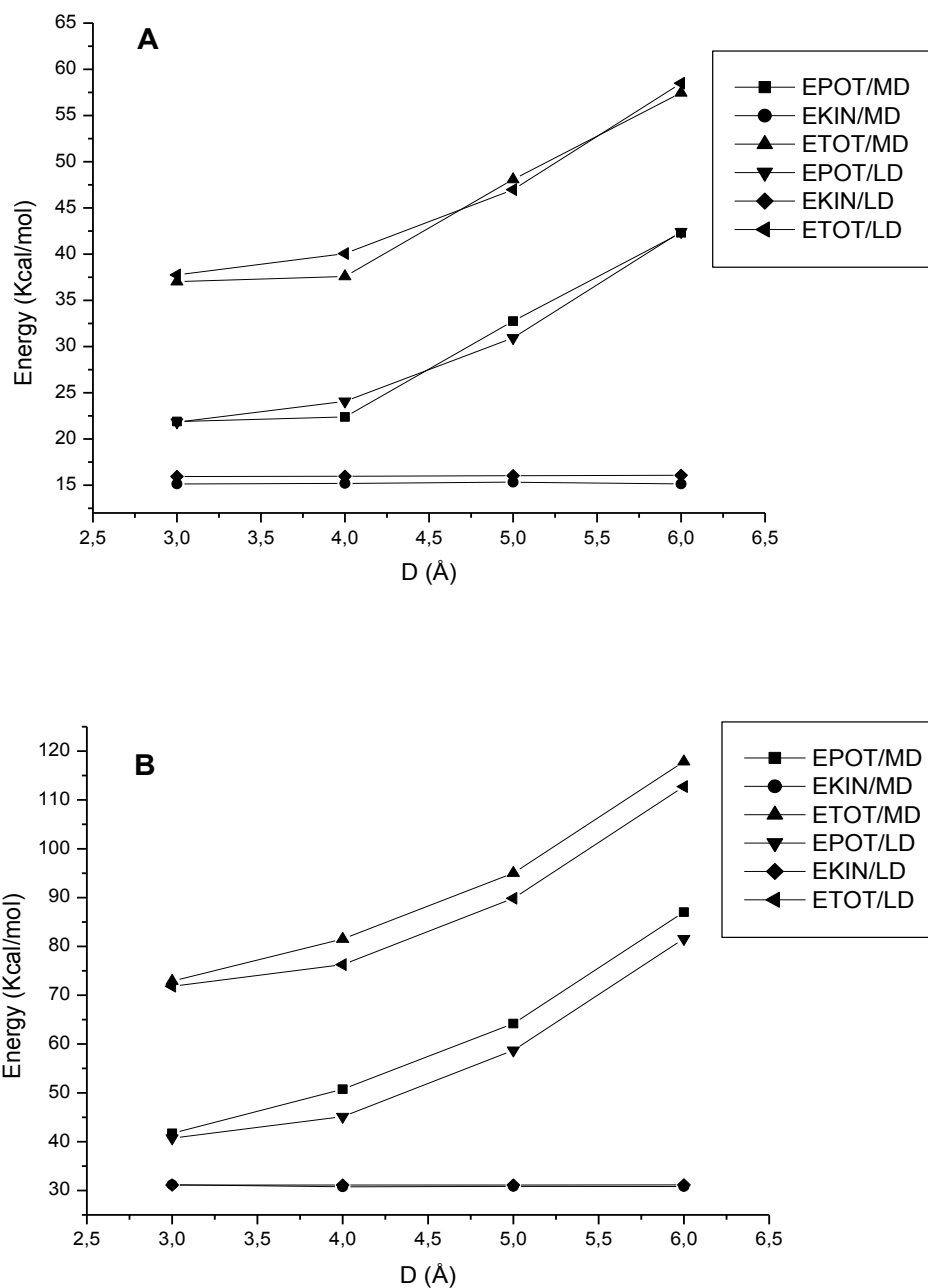 A
65
60
55
50
45
40
35
30
25
20
15
Energy (Kcal/mol)
2,5 3,0 3,5 4,0 4,5 5,0 5,5 6,0 6,5
D (Å)
EPOT/MD
EKIN/MD
ETOT/MD
EPOT/LD
EKIN/LD
ETOT/LD
B
120
110
100
90
80
70
60
50
40
30
Energy (Kcal/mol)
2,5 3,0 3,5 4,0 4,5 5,0 5,5 6,0 6,5
D (Å)
EPOT/MD
EKIN/MD
ETOT/MD
EPOT/LD
EKIN/LD
ETOT/LD